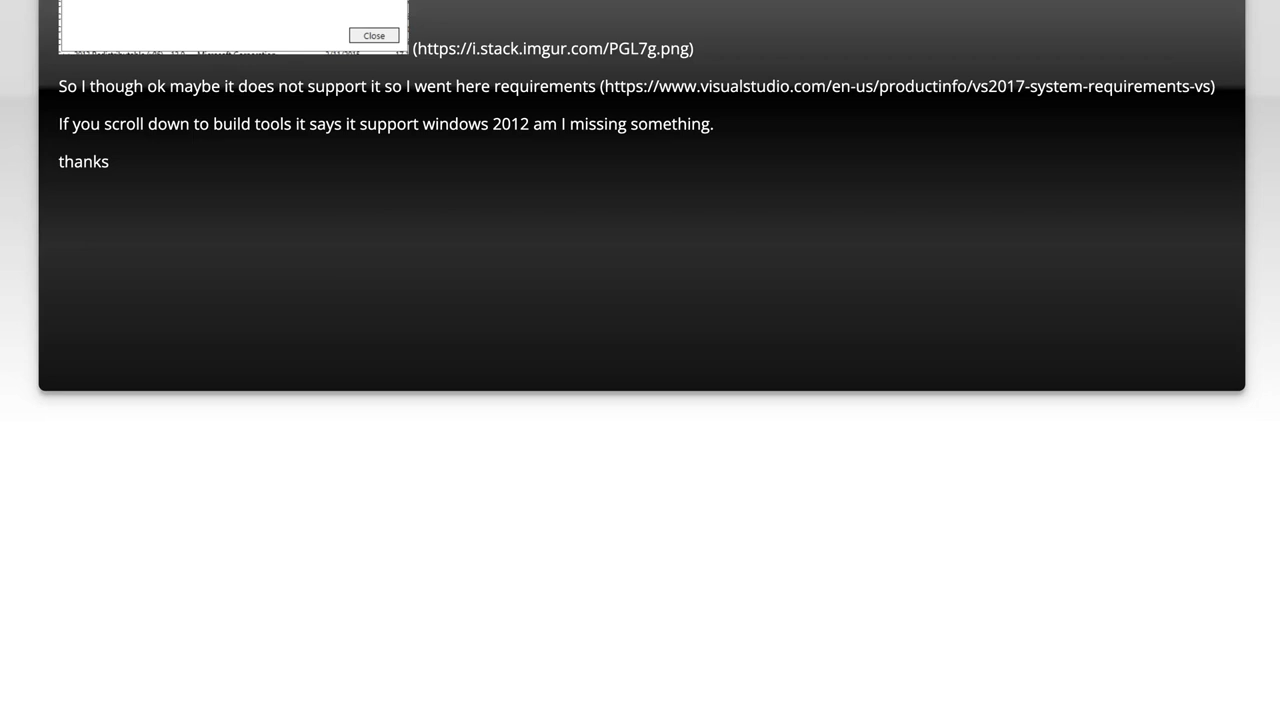 Close
(https://i.stack.imgur.com/PGL7g.png)
So I though ok maybe it does not support it so I went here requirements (https://www.visualstudio.com/en-us/productinfo/vs2017-system-requirements-vs)
If you scroll down to build tools it says it support windows 2012 am I missing something.
thanks